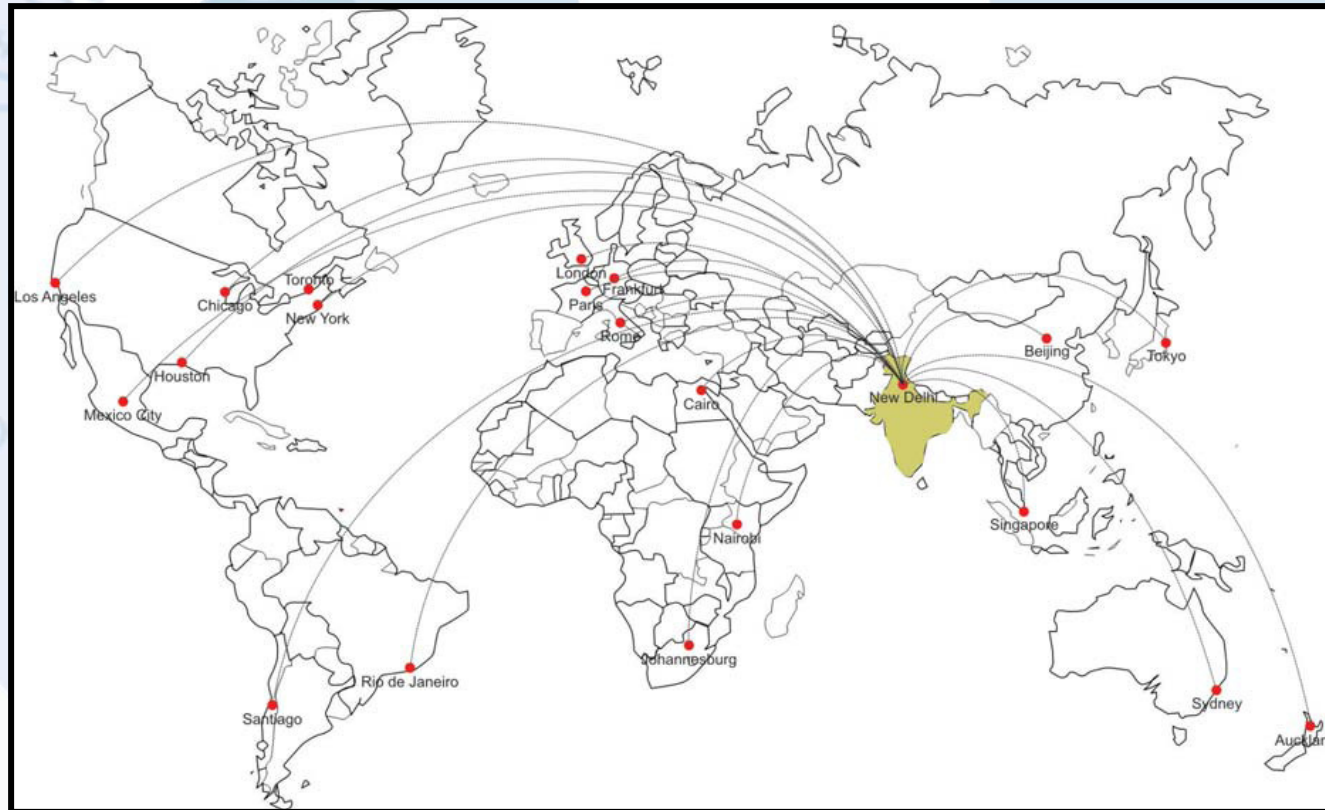 London
Toronto
Frankfurt
Los Angeles
Chicago
Paris
New York
Rome
Beijing
Tokyo
Houston
New Delhi
Mexico City
Cairo
Singapore
Nairobi
Johannesburg
Rio de Janeiro
Sydney
Santiago
Aucklan